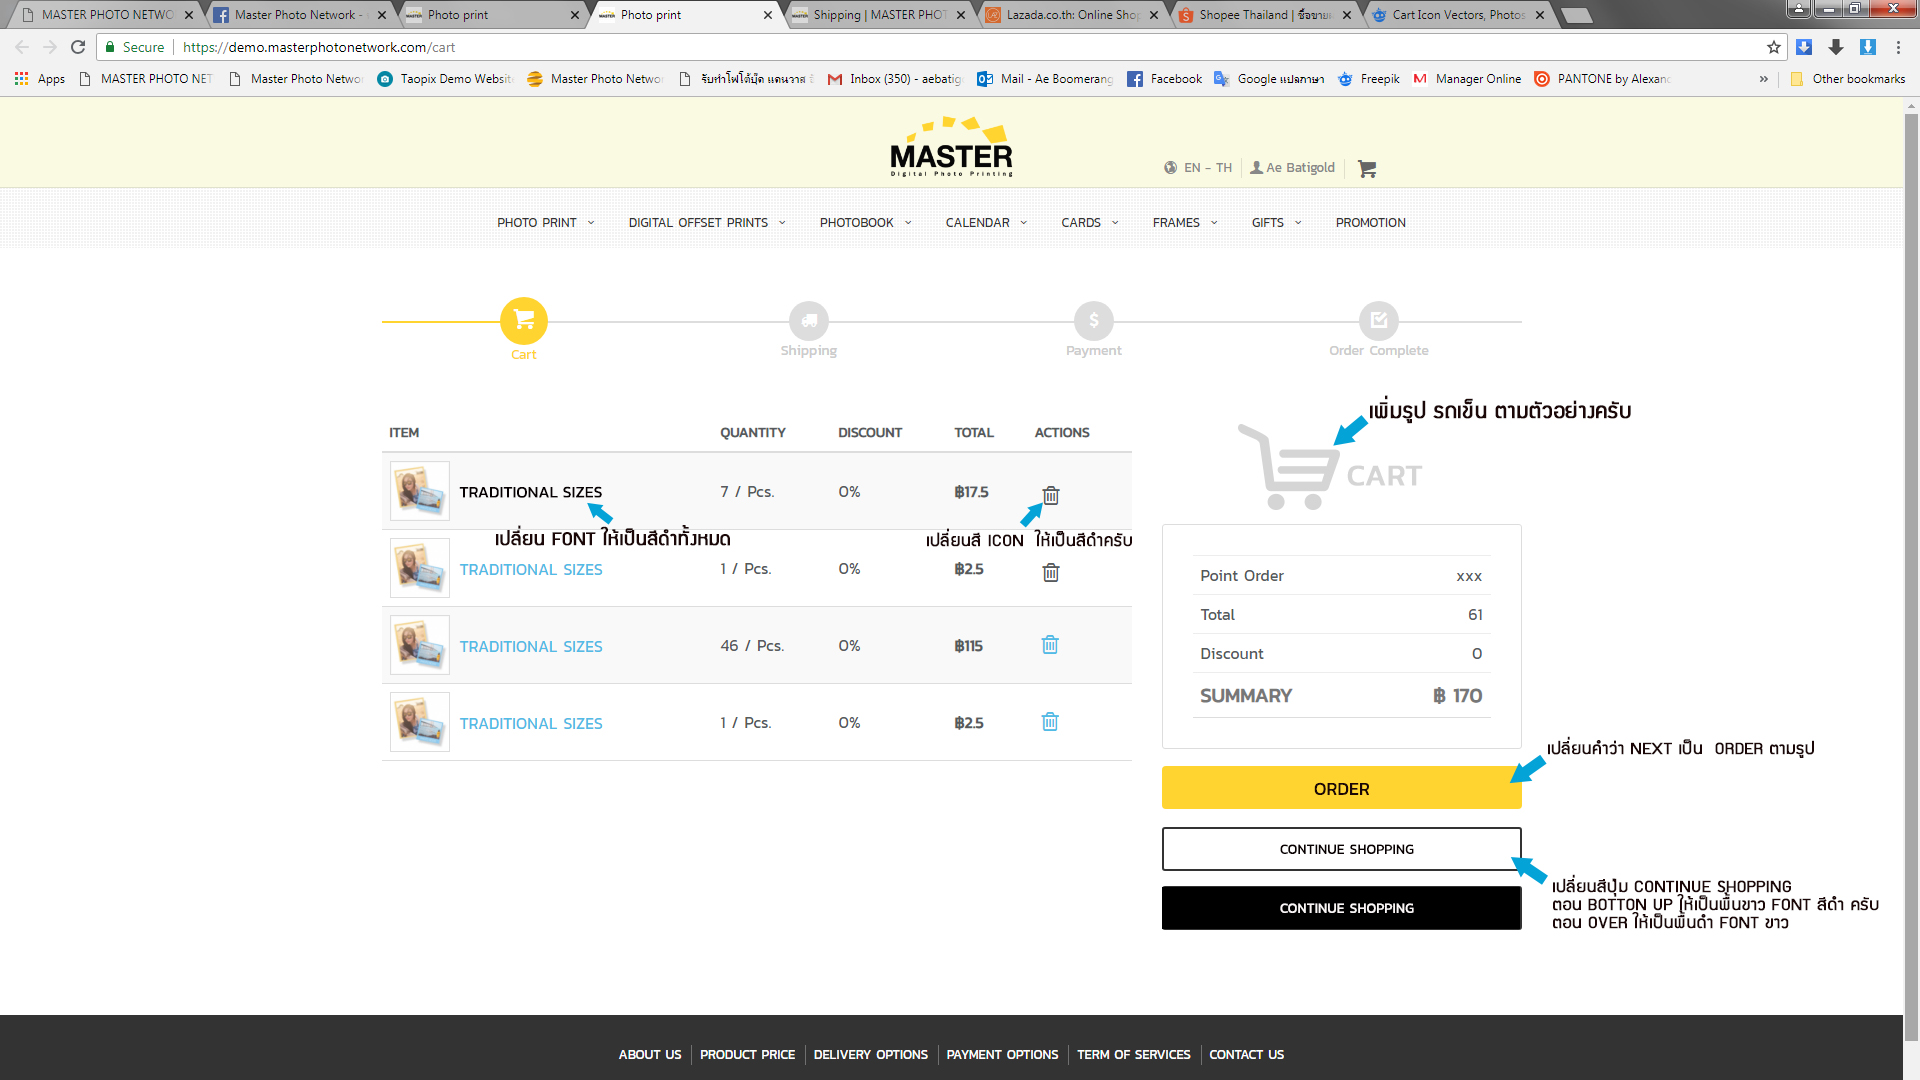 MASTER PHOTO NETWO
Master Photo Network -
Photo print
Photo print
Shipping | MASTER PHOT
Lazada.co.th: Online Shop
Shopee Thailand | ซื้อขายผ
Cart Icon Vectors, Photos
Secure
https://demo.masterphotonetwork.com/cart
Apps
MASTER PHOTO NET
Master Photo Netwo
Taopix Demo Websit
Master Photo Netwo
รับทำโฟโต้บุ๊ต แคนวาส
Inbox (350) - aebatig
Mail - Ae Boomerang
Facebook
Google แปลภาษา
Freepik
Manager Online
PANTONE by Alexand
Other bookmarks
MASTER
Digital Photo Printing
EN - TH
Ae Batigold
PHOTO PRINT
DIGITAL OFFSET PRINTS
PHOTOBOOK
CALENDAR
CARDS
FRAMES
GIFTS
PROMOTION
Cart
Shipping
Payment
Order Complete
เพิ่มรูป รถเข็น ตามตัวอย่างครับ
CART
ITEM QUANTITY DISCOUNT TOTAL ACTIONS
TRADITIONAL SIZES 7 / Pcs. 0% ฿17.5
เปลี่ยน FONT ให้เป็นสีดำทั้งหมด
เปลี่ยนสี ICON ให้เป็นสีดำครับ
TRADITIONAL SIZES 1 / Pcs. 0% ฿2.5
TRADITIONAL SIZES 46 / Pcs. 0% ฿115
TRADITIONAL SIZES 1 / Pcs. 0% ฿2.5
Point Order xxx
Total 61
Discount 0
SUMMARY ฿ 170
เปลี่ยนคำว่า NEXT เป็น ORDER ตามรูป
ORDER
CONTINUE SHOPPING
CONTINUE SHOPPING
เปลี่ยนสีปุ่ม CONTINUE SHOPPING
ตอน BOTTON UP ให้เป็นพื้นขาว FONT สีดำ ครับ
ตอน OVER ให้เป็นพื้นดำ FONT ขาว
ABOUT US
PRODUCT PRICE
DELIVERY OPTIONS
PAYMENT OPTIONS
TERM OF SERVICES
CONTACT US